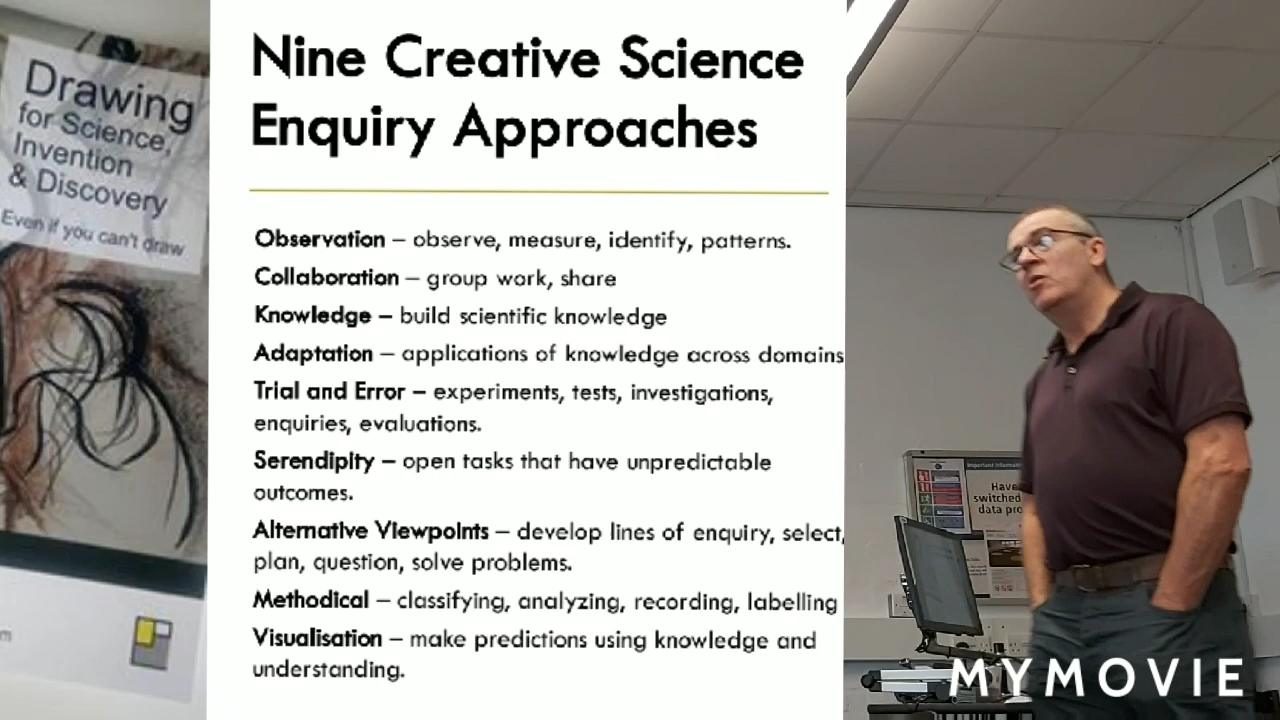 Drawing
for Science,
Invention
& Discovery
Even if you can't draw
Nine Creative Science
Enquiry Approaches
Observation – observe, measure, identify, patterns.
Collaboration – group work, share
Knowledge – build scientific knowledge
Adaptation – applications of knowledge across domains
Trial and Error – experiments, tests, investigations,
enquiries, evaluations.
Serendipity – open tasks that have unpredictable
outcomes.
Alternative Viewpoints – develop lines of enquiry, select,
plan, question, solve problems.
Methodical – classifying, analyzing, recording, labelling
Visualisation – make predictions using knowledge and
understanding.
Important
Have
switched
data pro
MYMOVIE